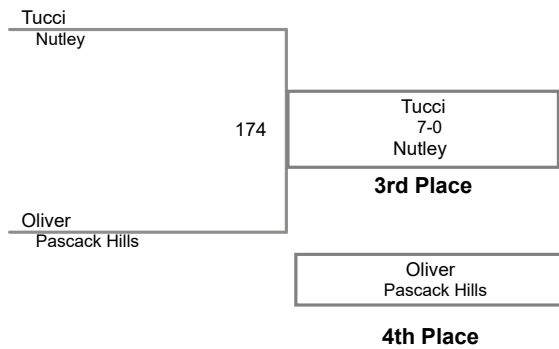 Tucci
Nutley
174
Tucci
7-0
Nutley
3rd Place
Oliver
Pascack Hills
Oliver
Pascack Hills
4th Place